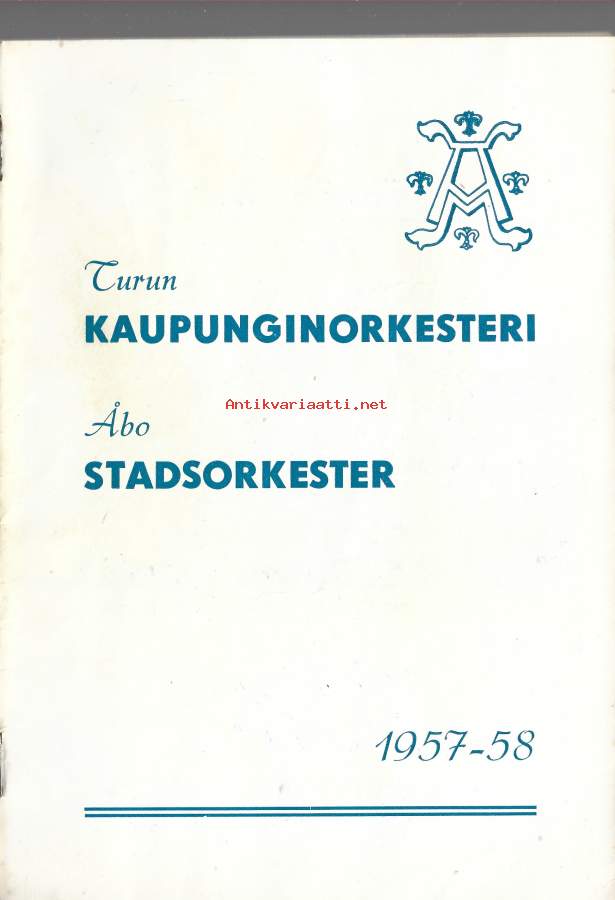 A
Turun
KAUPUNGINORKESTERI
Antikvariaatti.net
Åbo
STADSORKESTER
1957-58